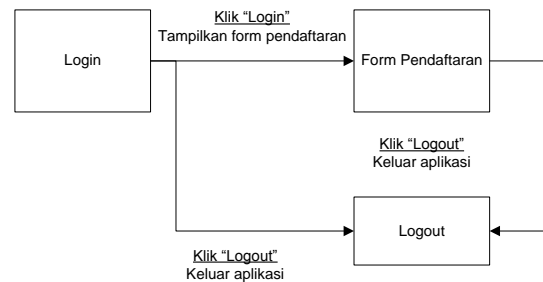 Klik “Login”
Tampilkan form pendaftaran
Login
Form Pendaftaran
Klik “Logout”
Keluar aplikasi
Logout
Klik “Logout”
Keluar aplikasi